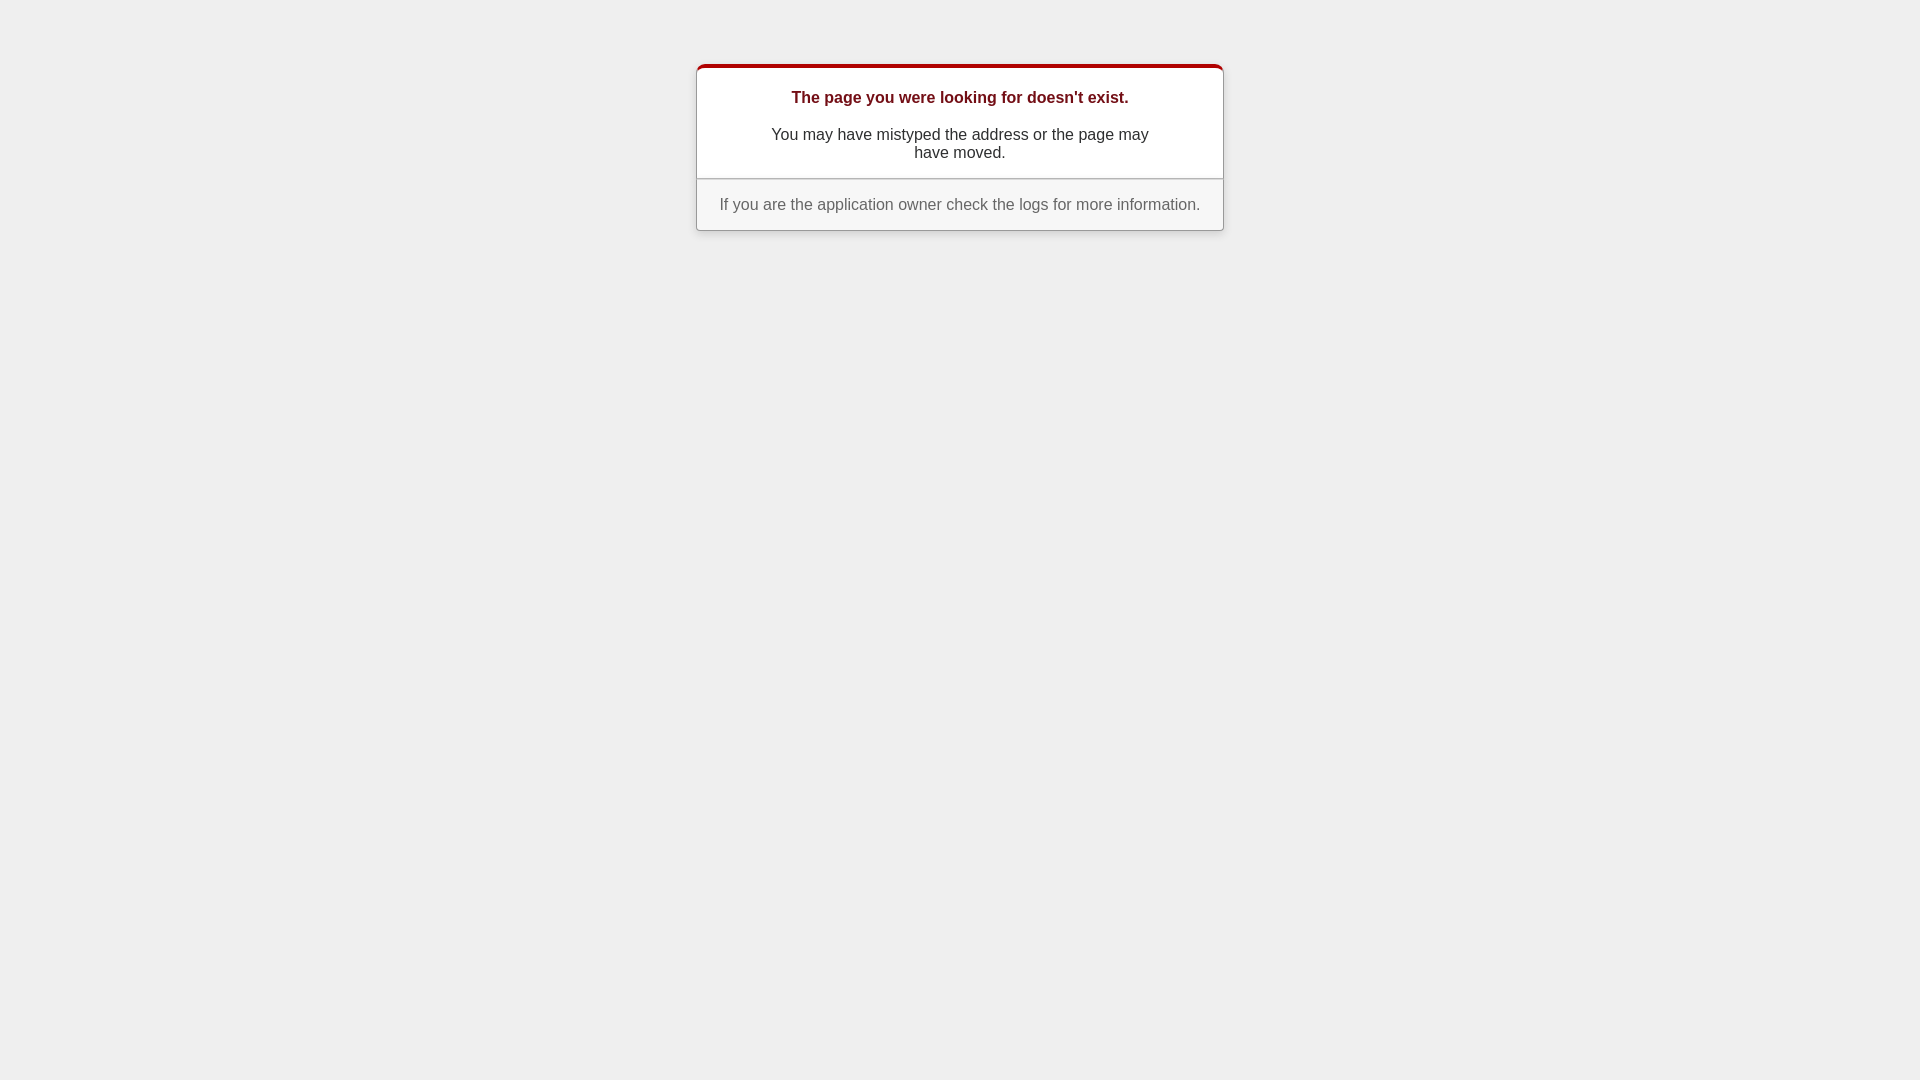 The page you were looking for doesn't exist.
You may have mistyped the address or the page may
have moved.
If you are the application owner check the logs for more information.